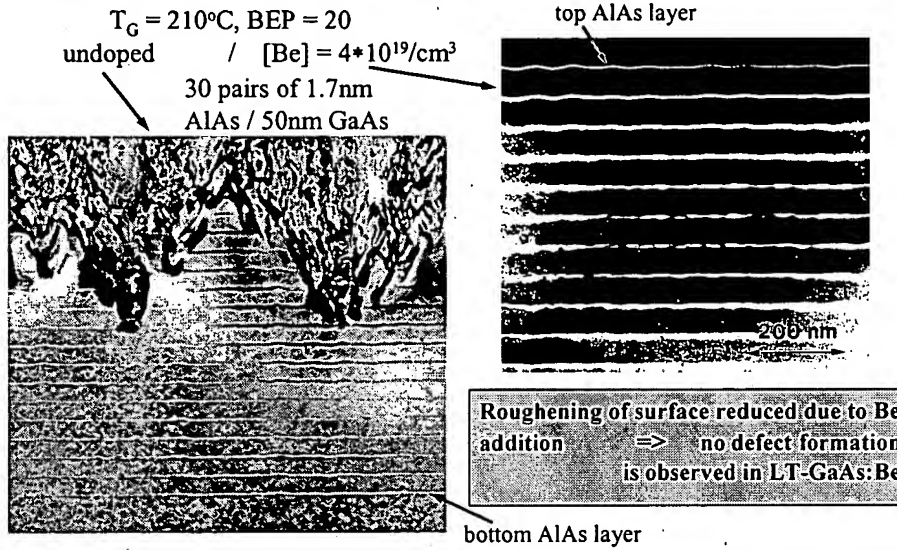 T_G = 210°C, BEP = 20
undoped / [Be] = 4*10^19/cm^3
30 pairs of 1.7nm
AlAs / 50nm GaAs
top AlAs layer
200 nm
Roughening of surface reduced due to Be
addition => no defect formation
is observed in LT-GaAs:Be
bottom AlAs layer